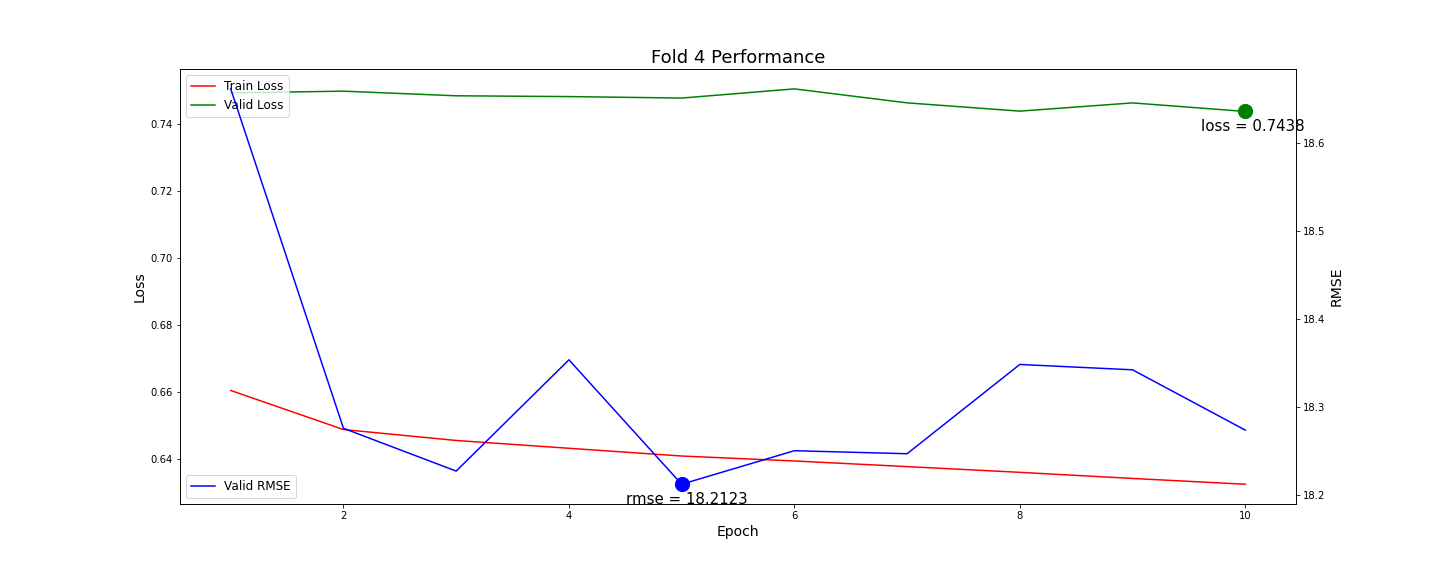 Fold 4 Performance
Train Loss
Valid Loss
Valid RMSE
loss = 0.7438
rmse = 18.2123
Loss
0.74
0.72
0.70
0.68
0.66
0.64
RMSE
18.6
18.5
18.4
18.3
18.2
2
4
6
8
10
Epoch